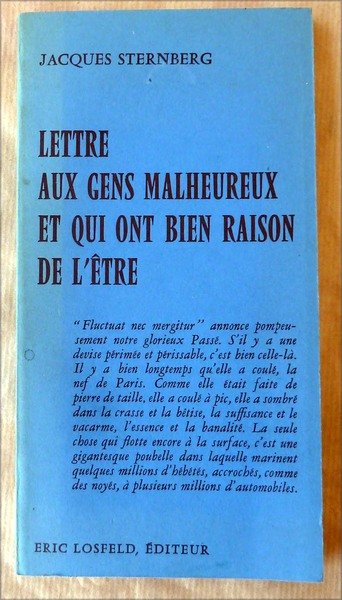 JACQUES STERNBERG
LETTRE
AUX GENS MALHEUREUX
ET QUI ONT BIEN RAISON
DE L'ÊTRE
"Fluctuat nec mergitur" annonce pompeu-
sement notre glorieux Passé. S'il y a une
devise périmée et périssable, c'est bien celle-là.
Il y a bien longtemps qu'elle a coulé, la
nef de Paris. Comme elle était faite de
pierre de taille, elle a coulé à pic, elle a sombré
dans la crasse et la bêtise, la suffisance et le
vacarme, l'essence et la banalité. La seule
chose qui flotte encore à la surface, c'est une
gigantesque poubelle dans laquelle marinent
quelques millions d'hébétés, accrochés, comme
des noyés, à plusieurs millions d'automobiles.
ERIC LOSFELD, ÉDITEUR